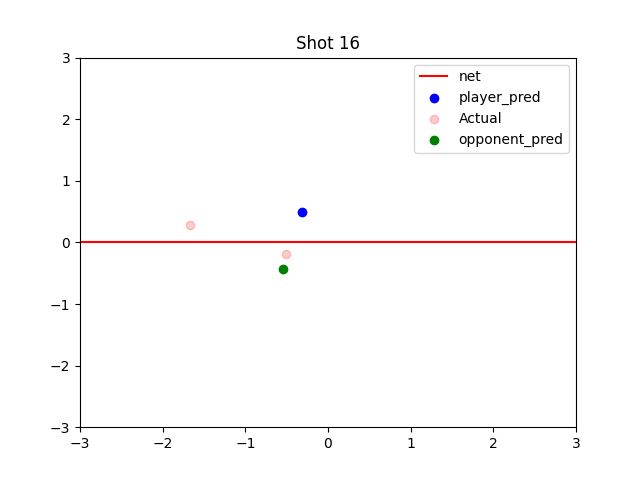 Shot 16
net
player_pred
Actual
opponent_pred
3
2
1
0
−1
−2
−3
−3 −2 −1 0 1 2 3